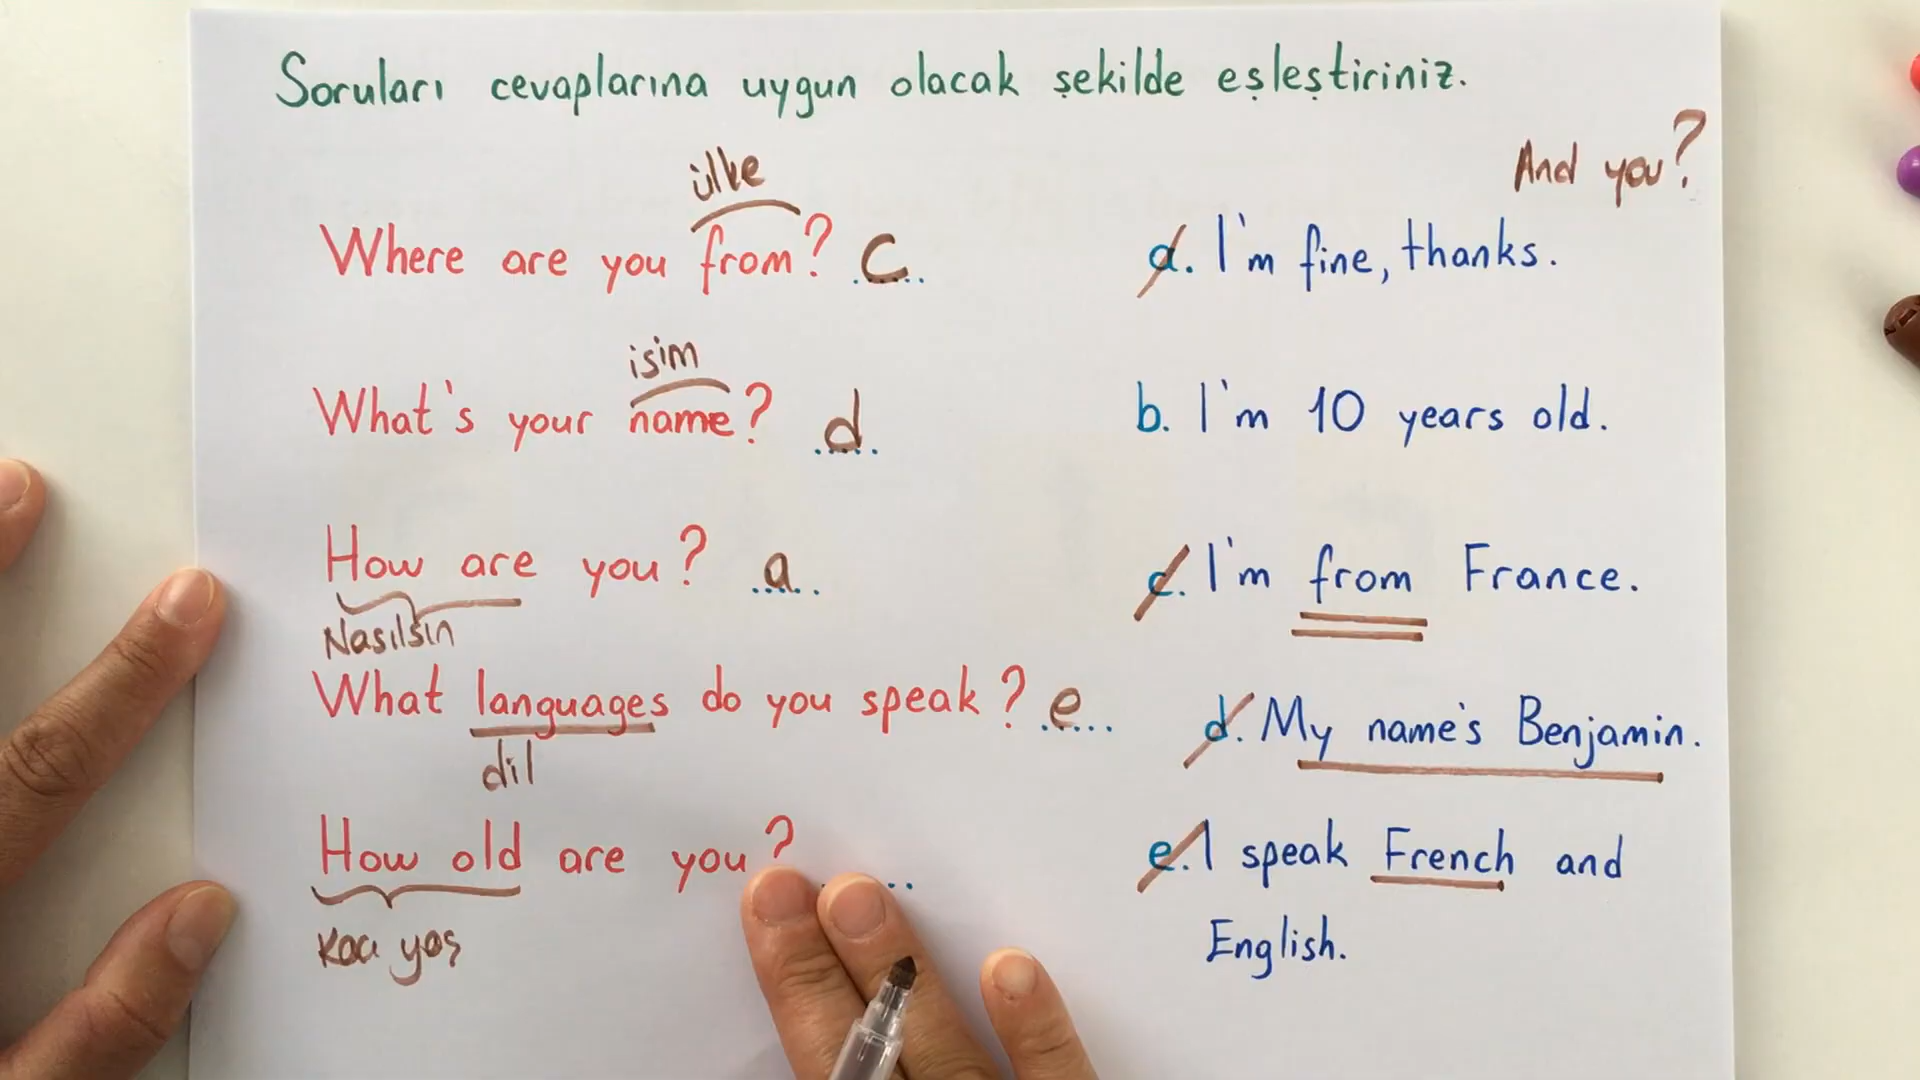 Soruları cevaplarına uygun olacak şekilde eşleştiriniz.
And you?
ülke
Where are you from? ..c..
a. I'm fine, thanks.
isim
What's your name? ..d..
b. I'm 10 years old.
How are you? ..a..
Nasılsın
c. I'm from France.
What languages do you speak? ..e...
dil
d. My name's Benjamin.
How old are you? ....
Kaç yaş
e. I speak French and
English.